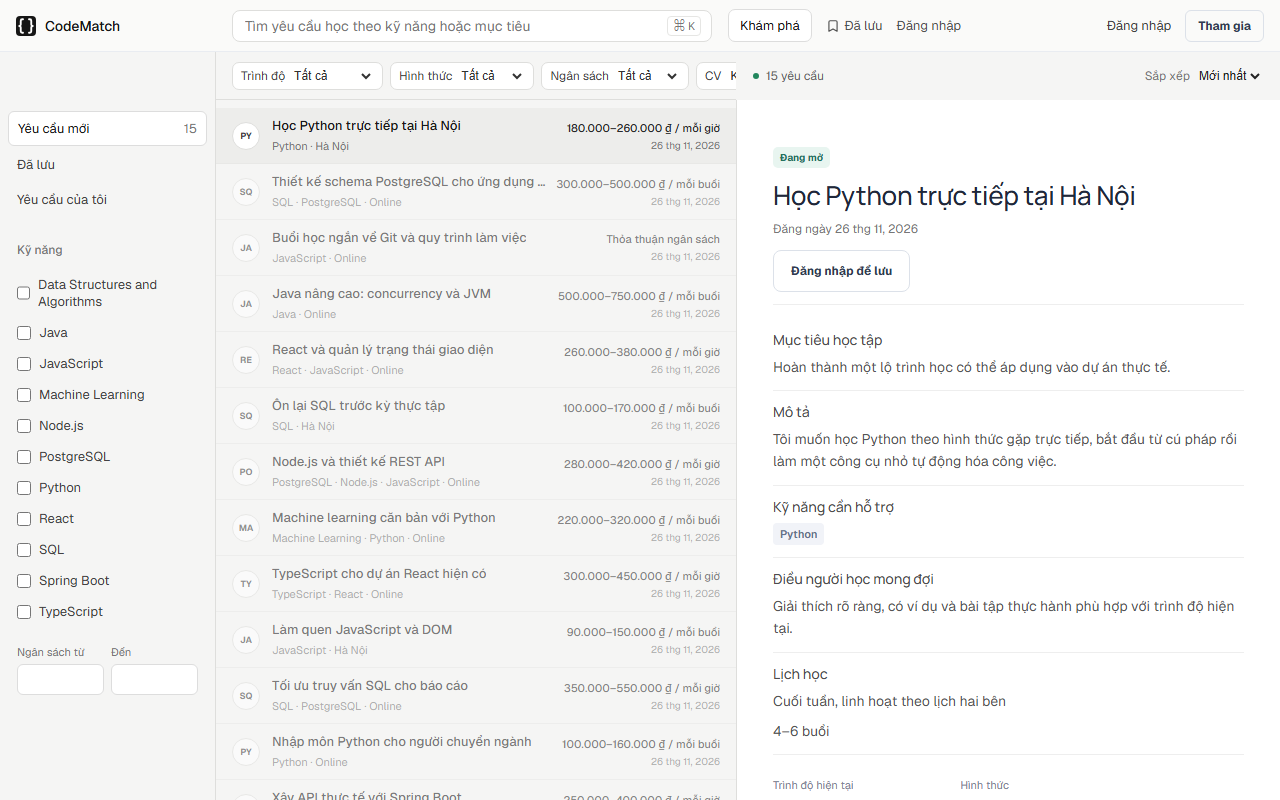 CodeMatch
Tìm yêu cầu học theo kỹ năng hoặc mục tiêu
⌘ K
Khám phá
Đã lưu
Đăng nhập
Đăng nhập
Tham gia
Trình độ Tất cả
Hình thức Tất cả
Ngân sách Tất cả
CV
15 yêu cầu
Sắp xếp Mới nhất
Yêu cầu mới 15
Đã lưu
Yêu cầu của tôi
Kỹ năng
Data Structures and
Algorithms
Java
JavaScript
Machine Learning
Node.js
PostgreSQL
Python
React
SQL
Spring Boot
TypeScript
Ngân sách từ
Đến
PY
Học Python trực tiếp tại Hà Nội
180.000–260.000 ₫ / mỗi giờ
Python · Hà Nội
26 thg 11, 2026
SQ
Thiết kế schema PostgreSQL cho ứng dụng ...
300.000–500.000 ₫ / mỗi buổi
SQL · PostgreSQL · Online
26 thg 11, 2026
JA
Buổi học ngắn về Git và quy trình làm việc
Thỏa thuận ngân sách
JavaScript · Online
26 thg 11, 2026
JA
Java nâng cao: concurrency và JVM
500.000–750.000 ₫ / mỗi buổi
Java · Online
26 thg 11, 2026
RE
React và quản lý trạng thái giao diện
260.000–380.000 ₫ / mỗi giờ
React · JavaScript · Online
26 thg 11, 2026
SQ
Ôn lại SQL trước kỳ thực tập
100.000–170.000 ₫ / mỗi buổi
SQL · Hà Nội
26 thg 11, 2026
PO
Node.js và thiết kế REST API
280.000–420.000 ₫ / mỗi buổi
PostgreSQL · Node.js · JavaScript · Online
26 thg 11, 2026
MA
Machine learning căn bản với Python
220.000–320.000 ₫ / mỗi giờ
Machine Learning · Python · Online
26 thg 11, 2026
TY
TypeScript cho dự án React hiện có
300.000–450.000 ₫ / mỗi giờ
TypeScript · React · Online
26 thg 11, 2026
JA
Làm quen JavaScript và DOM
90.000–150.000 ₫ / mỗi giờ
JavaScript · Hà Nội
26 thg 11, 2026
SQ
Tối ưu truy vấn SQL cho báo cáo
350.000–550.000 ₫ / mỗi giờ
SQL · PostgreSQL · Online
26 thg 11, 2026
PY
Nhập môn Python cho người chuyển ngành
100.000–160.000 ₫ / mỗi buổi
Python · Online
26 thg 11, 2026
Xây API thực tế với Spring Boot
250.000–400.000 ₫ / mỗi giờ
Đang mở
Học Python trực tiếp tại Hà Nội
Đăng ngày 26 thg 11, 2026
Đăng nhập để lưu
Mục tiêu học tập
Hoàn thành một lộ trình học có thể áp dụng vào dự án thực tế.
Mô tả
Tôi muốn học Python theo hình thức gặp trực tiếp, bắt đầu từ cú pháp rồi
làm một công cụ nhỏ tự động hóa công việc.
Kỹ năng cần hỗ trợ
Python
Điều người học mong đợi
Giải thích rõ ràng, có ví dụ và bài tập thực hành phù hợp với trình độ hiện
tại.
Lịch học
Cuối tuần, linh hoạt theo lịch hai bên
4–6 buổi
Trình độ hiện tại
Hình thức